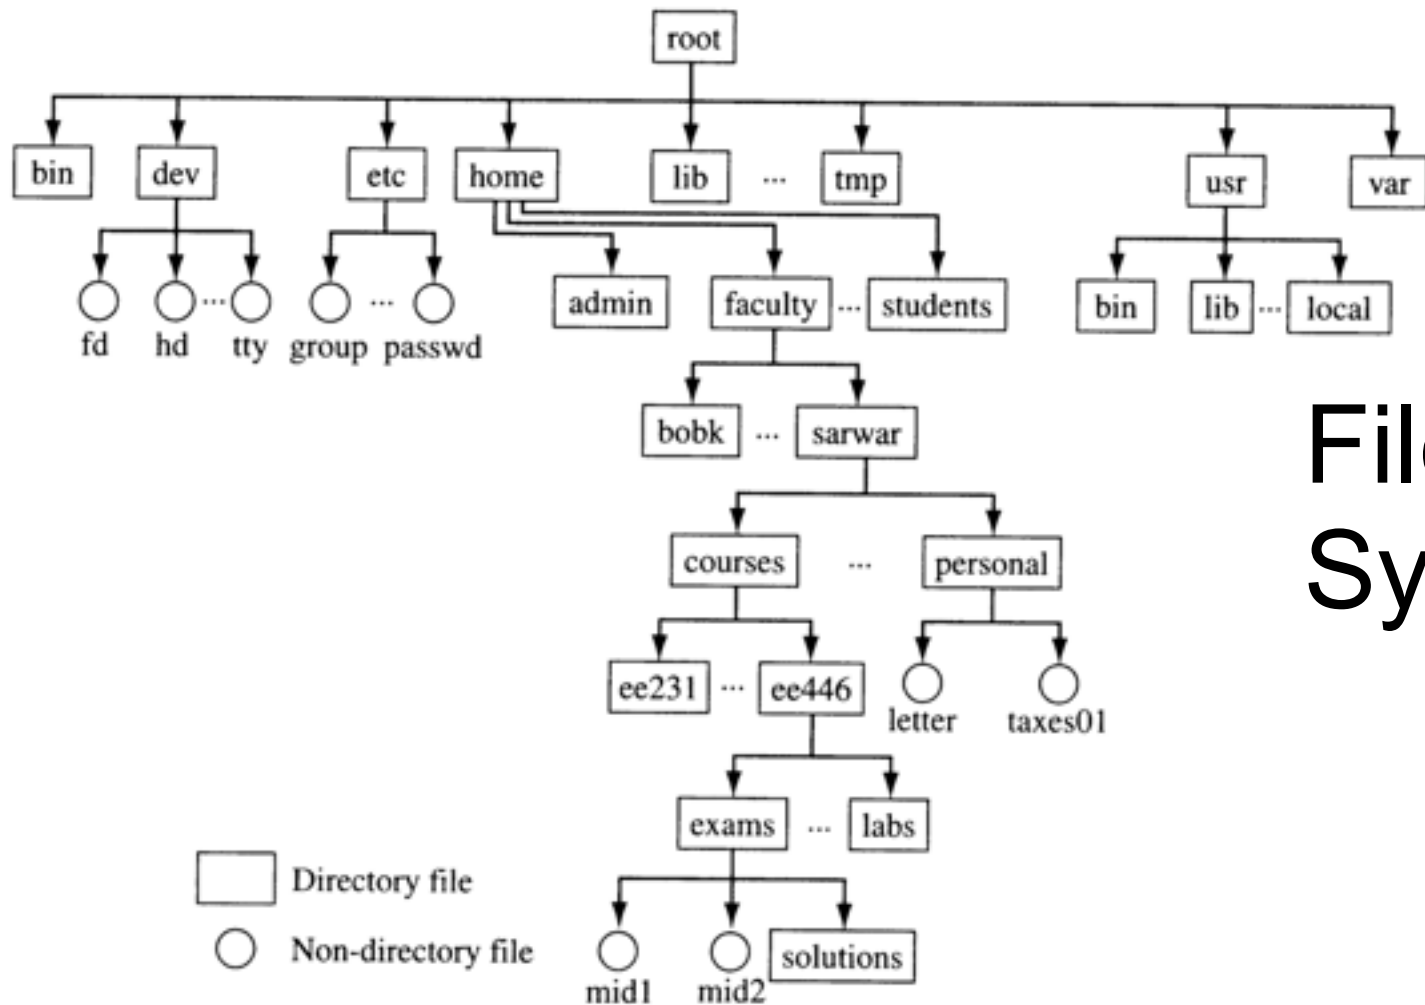 root
bin dev etc home lib ... tmp usr var
fd hd ... tty group ... passwd admin faculty ... students bin lib ... local
bobk ... sarwar
File
Sy
courses ... personal
ee231 ... ee446 letter taxes01
exams ... labs
Directory file
Non-directory file
mid1 mid2 solutions